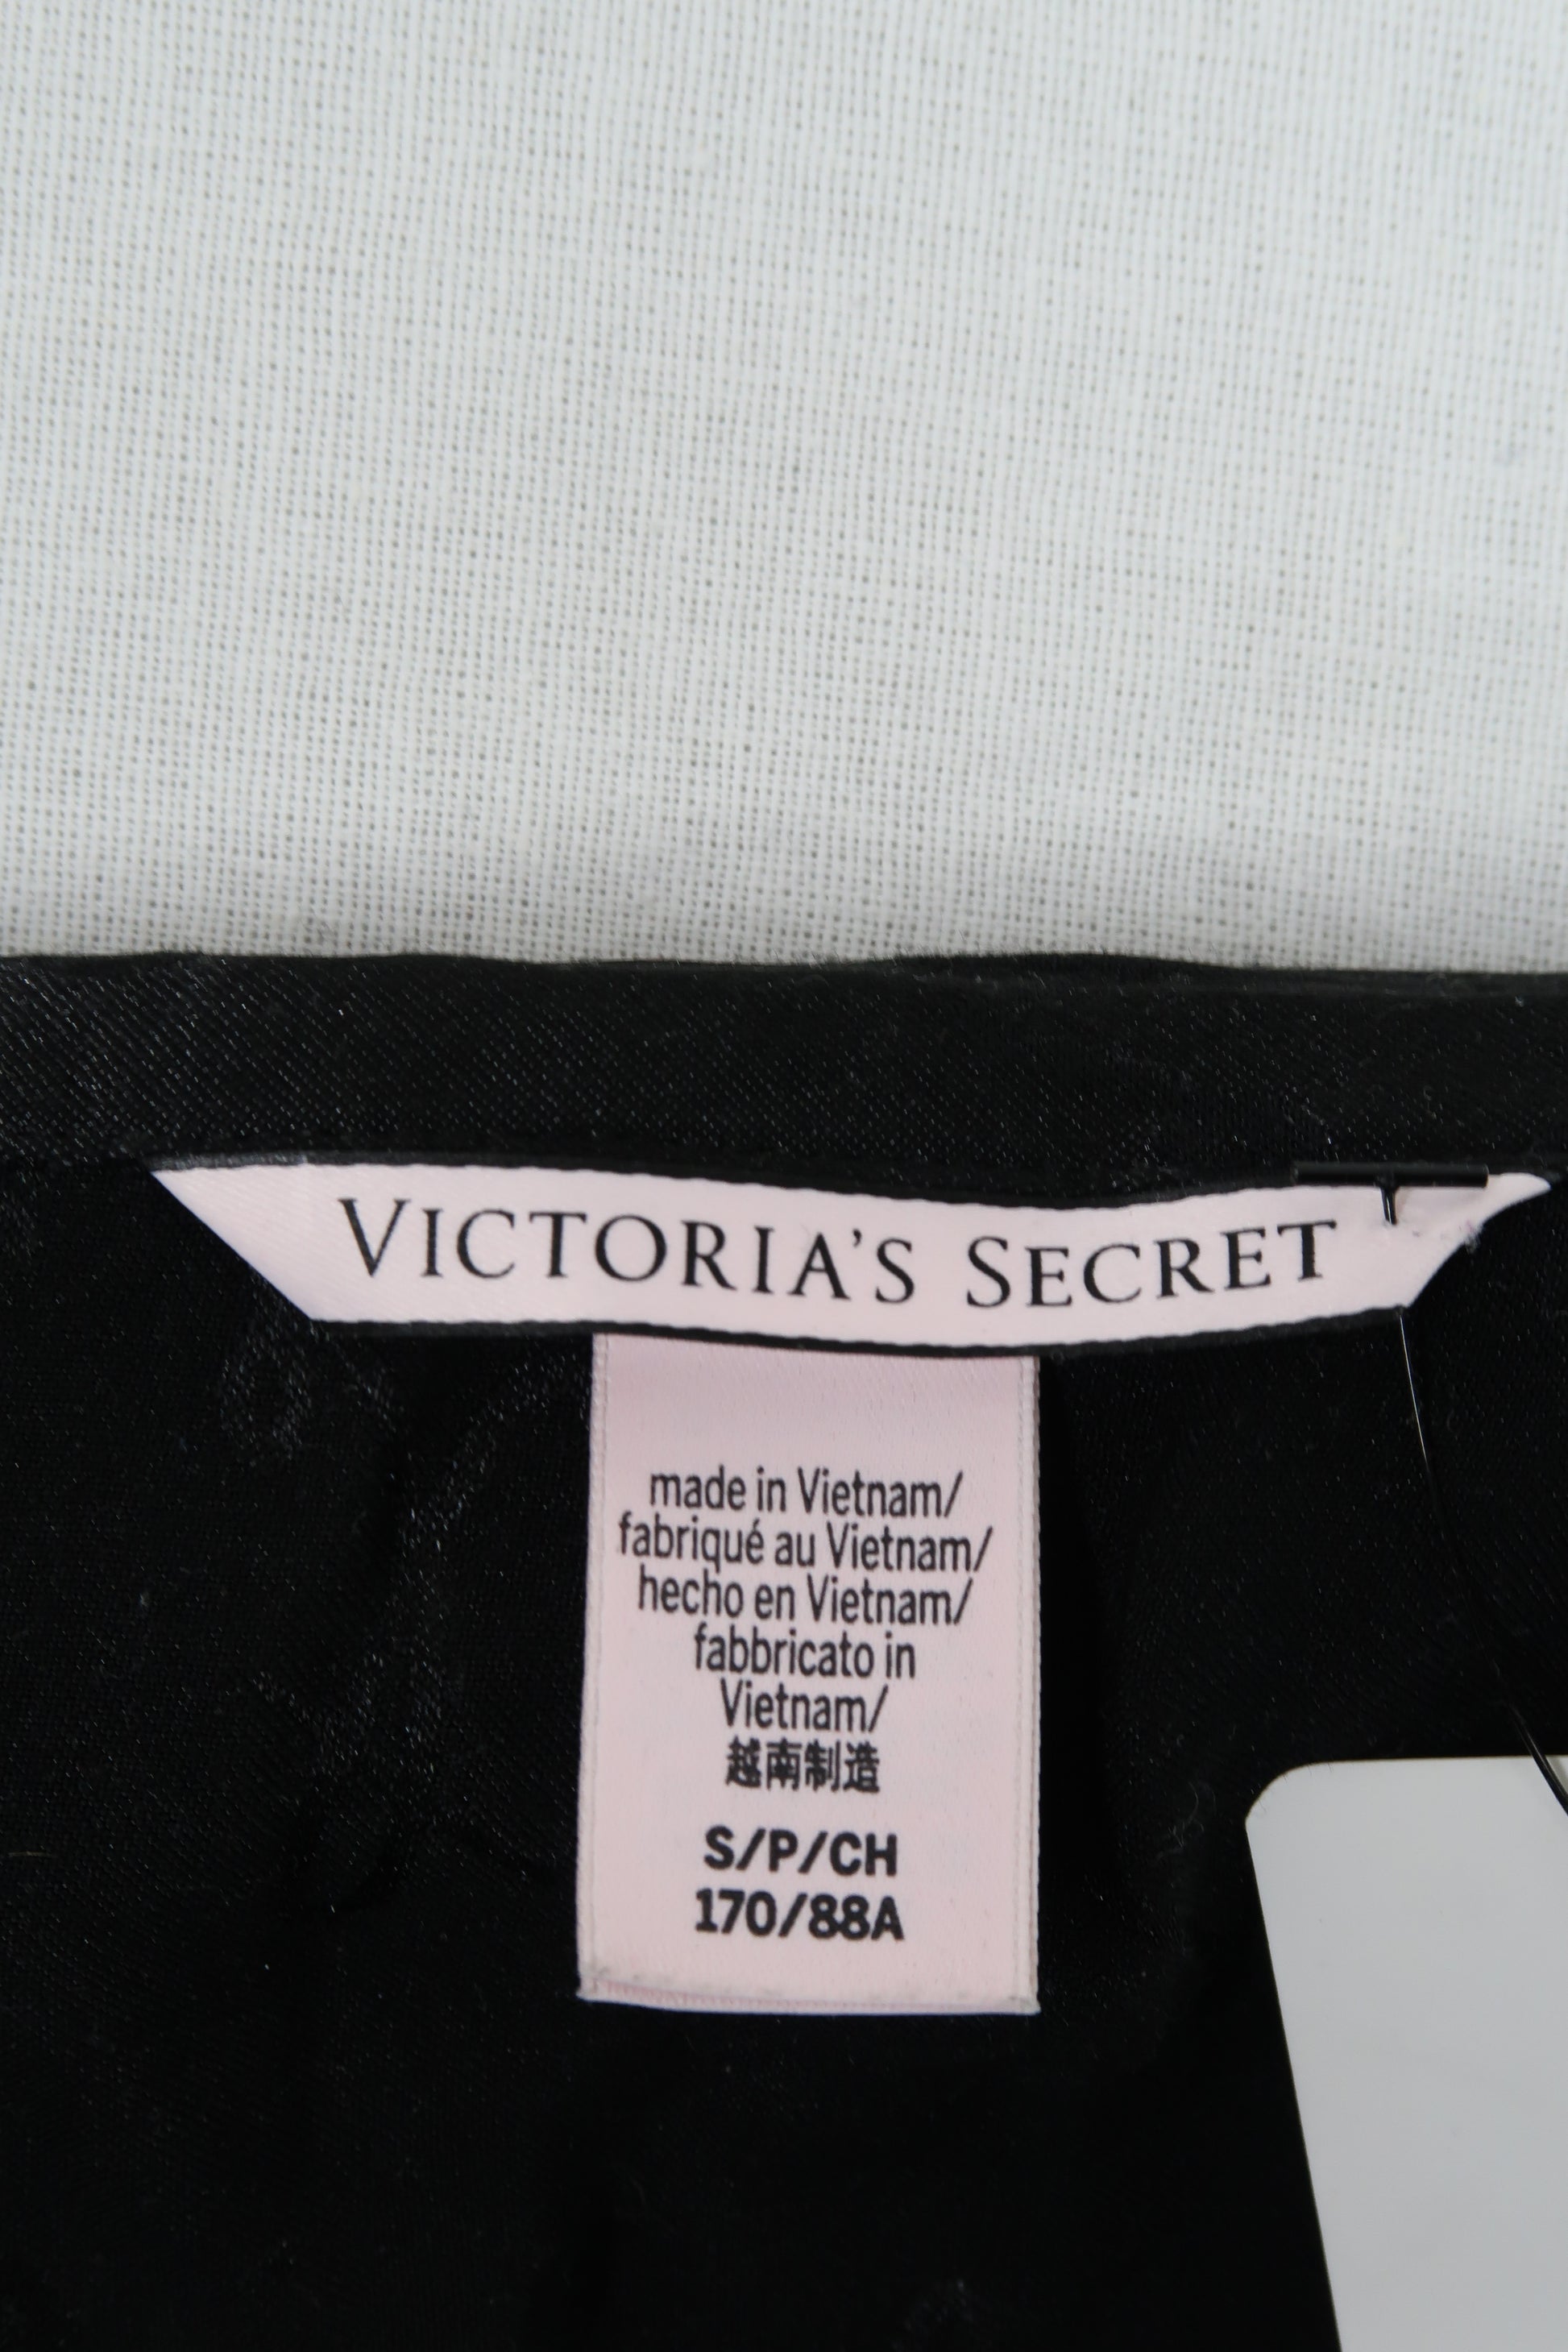 VICTORIA'S SECRET
made in Vietnam/
fabriqué au Vietnam/
hecho en Vietnam/
fabbricato in
Vietnam/
越南制造
S/P/CH
170/88A